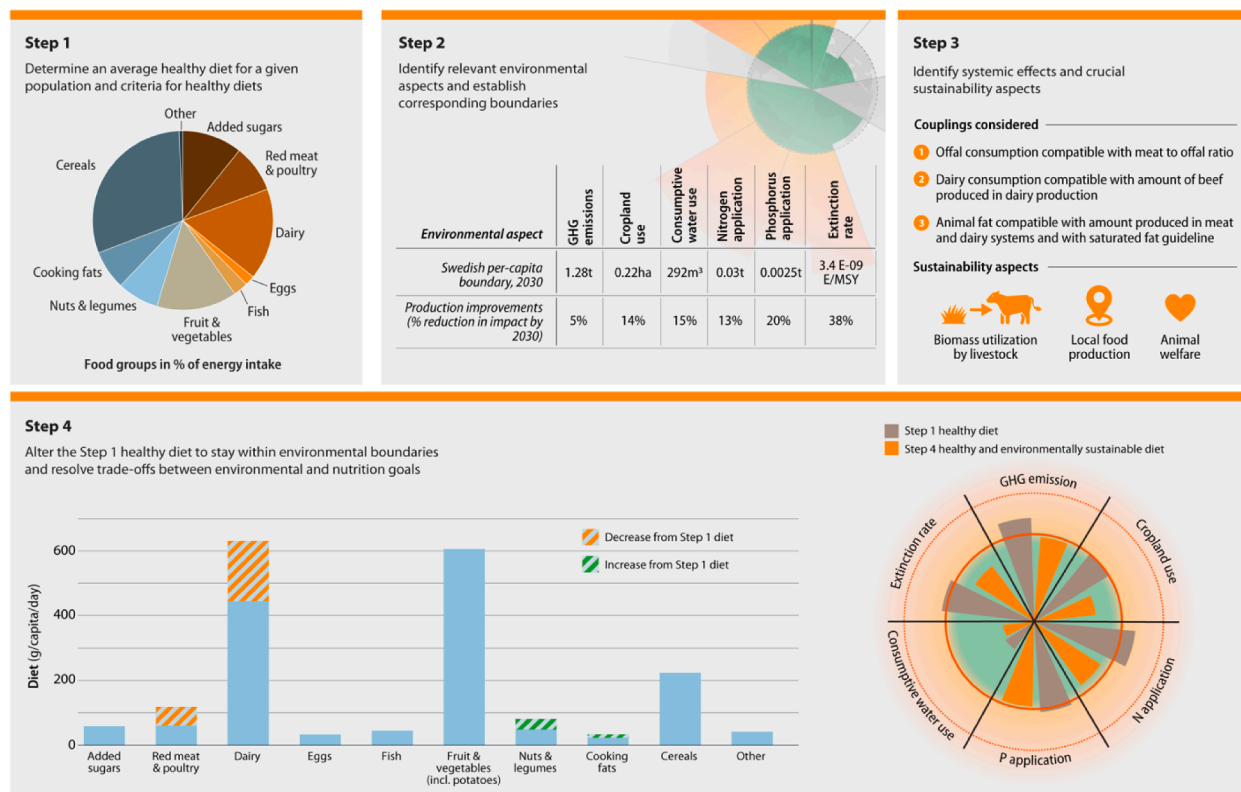 Step 1
Determine an average healthy diet for a given
population and criteria for healthy diets
Other
Added sugars
Red meat
& poultry
Cereals
Dairy
Cooking fats
Eggs
Nuts & legumes
Fish
Fruit &
vegetables
Food groups in % of energy intake
Step 2
Identify relevant environmental
aspects and establish
corresponding boundaries
Environmental aspect
GHG
emissions
Cropland
use
Consumptive
water use
Nitrogen
application
Phosphorus
application
Extinction
rate
Swedish per-capita
boundary, 2030
1.28t
0.22ha
292m³
0.03t
0.0025t
3.4 E-09
E/MSY
Production improvements
(% reduction in impact by
2030)
5%
14%
15%
13%
20%
38%
Step 3
Identify systemic effects and crucial
sustainability aspects
Couplings considered
1 Offal consumption compatible with meat to offal ratio
2 Dairy consumption compatible with amount of beef
produced in dairy production
3 Animal fat compatible with amount produced in meat
and dairy systems and with saturated fat guideline
Sustainability aspects
Biomass utilization
by livestock
Local food
production
Animal
welfare
Step 4
Alter the Step 1 healthy diet to stay within environmental boundaries
and resolve trade-offs between environmental and nutrition goals
Decrease from Step 1 diet
Increase from Step 1 diet
Diet (g/capita/day)
600
400
200
0
Added
sugars
Red meat
& poultry
Dairy
Eggs
Fish
Fruit &
vegetables
(incl. potatoes)
Nuts &
legumes
Cooking
fats
Cereals
Other
Step 1 healthy diet
Step 4 healthy and environmentally sustainable diet
GHG emission
Cropland use
N application
P application
Consumptive water use
Extinction rate